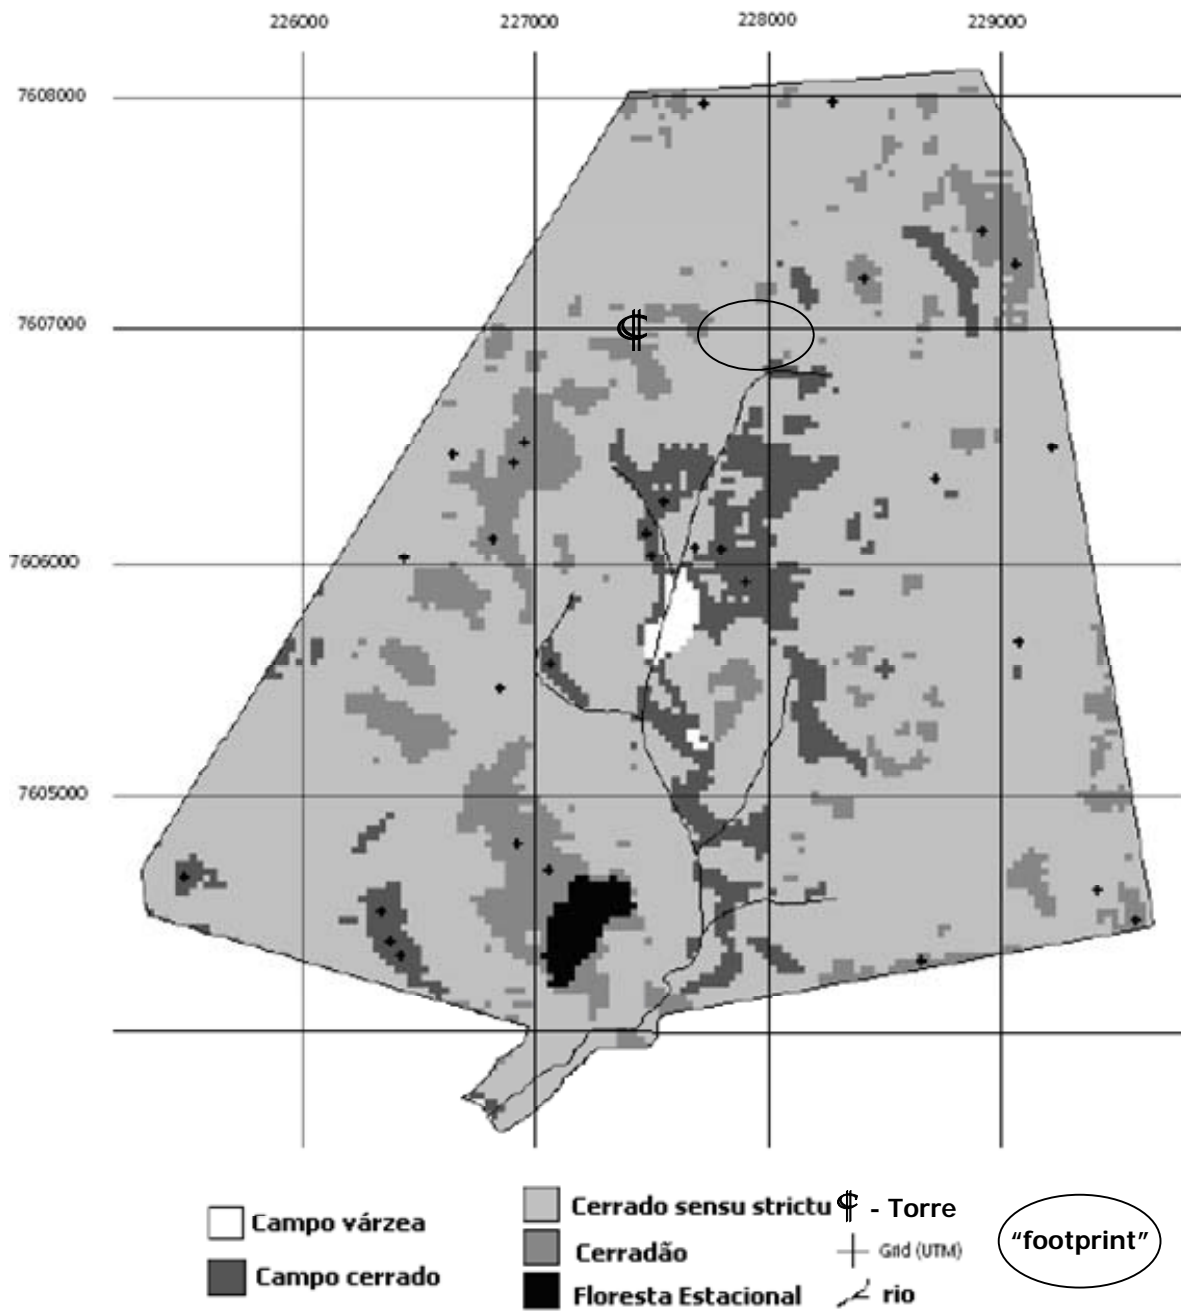 226000 227000 228000 229000
7608000
7607000
7606000
7605000
Campo várzea
Campo cerrado
Cerrado sensu strictu
Cerradão
Floresta Estacional
- Torre
Grid (UTM)
rio
“footprint”